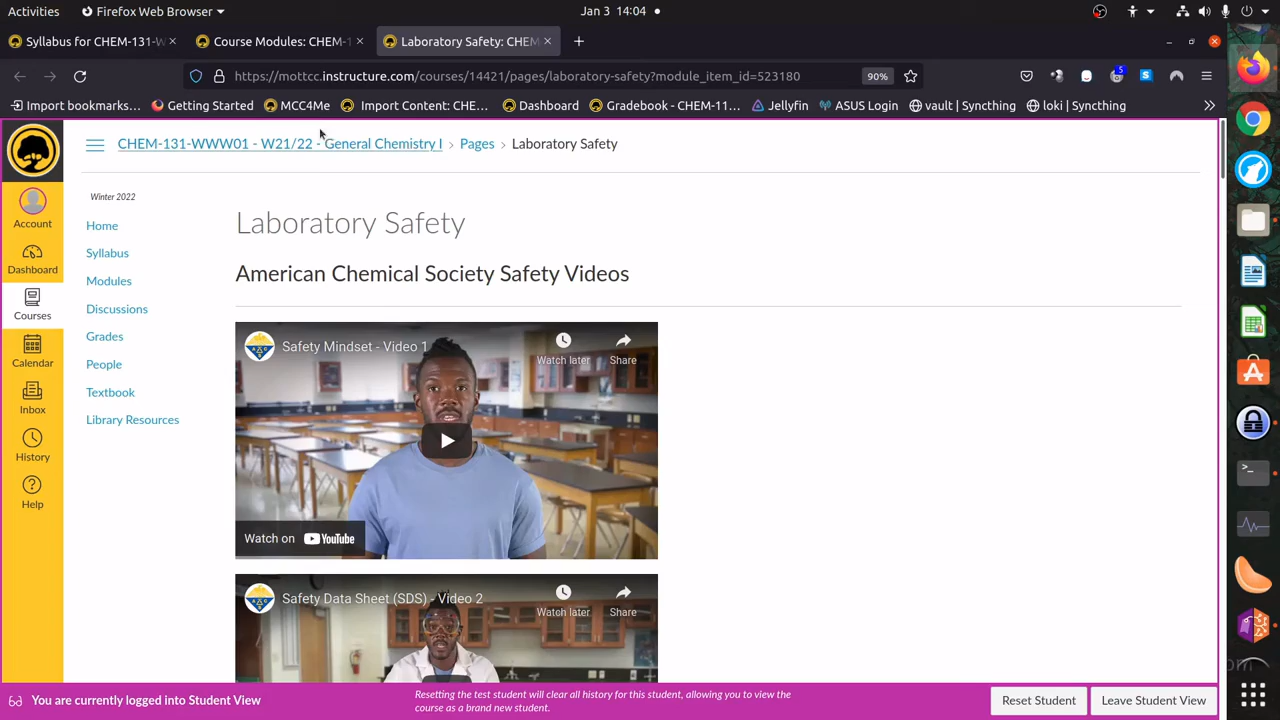 Activities
Firefox Web Browser
Jan 3 14:04
Syllabus for CHEM-131-W
Course Modules: CHEM-1
Laboratory Safety: CHEM
https://mottcc.instructure.com/courses/14421/pages/laboratory-safety?module_item_id=523180
90%
5
Import bookmarks...
Getting Started
MCC4Me
Import Content: CHE...
Dashboard
Gradebook - CHEM-11...
Jellyfin
ASUS Login
vault | Syncthing
loki | Syncthing
CHEM-131-WWW01 - W21/22 - General Chemistry I > Pages > Laboratory Safety
Account
Dashboard
Courses
Calendar
Inbox
History
Help
Winter 2022
Home
Syllabus
Modules
Discussions
Grades
People
Textbook
Library Resources
Laboratory Safety
American Chemical Society Safety Videos
Safety Mindset - Video 1
Watch later
Share
Watch on YouTube
Safety Data Sheet (SDS) - Video 2
Watch later
Share
You are currently logged into Student View
Resetting the test student will clear all history for this student, allowing you to view the
course as a brand new student.
Reset Student
Leave Student View